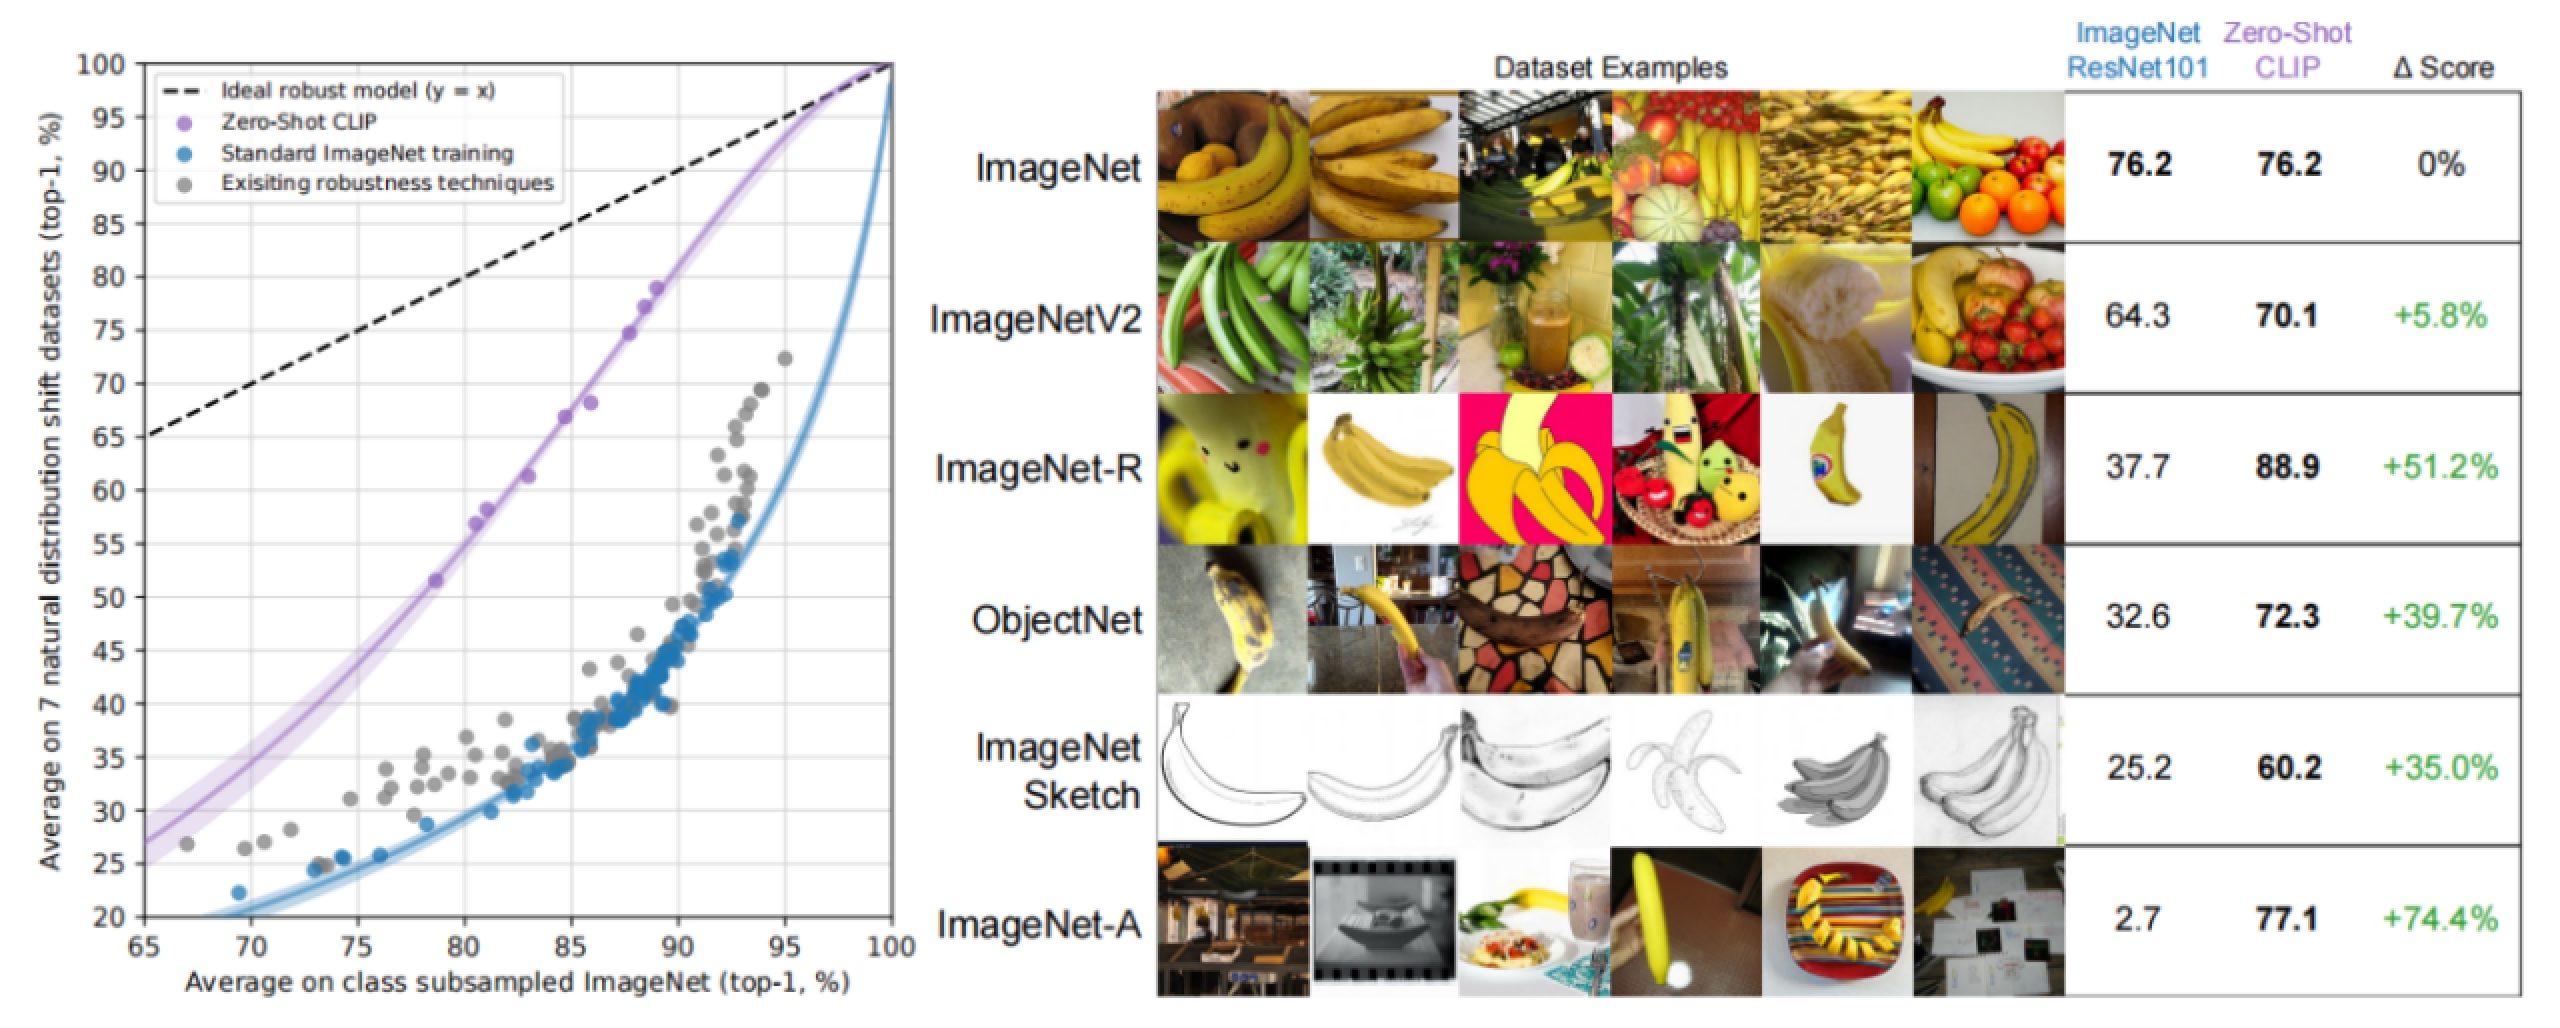 100
95
90
85
80
75
70
65
60
55
50
45
40
35
30
25
20
Average on 7 natural distribution shift datasets (top-1, %)
Ideal robust model (y = x)
Zero-Shot CLIP
Standard ImageNet training
Exisiting robustness techniques
65 70 75 80 85 90 95 100
Average on class subsampled ImageNet (top-1, %)
Dataset Examples
ImageNet
ResNet101
Zero-Shot
CLIP
Δ Score
ImageNet 76.2 76.2 0%
ImageNetV2 64.3 70.1 +5.8%
ImageNet-R 37.7 88.9 +51.2%
ObjectNet 32.6 72.3 +39.7%
ImageNet
Sketch 25.2 60.2 +35.0%
ImageNet-A 2.7 77.1 +74.4%